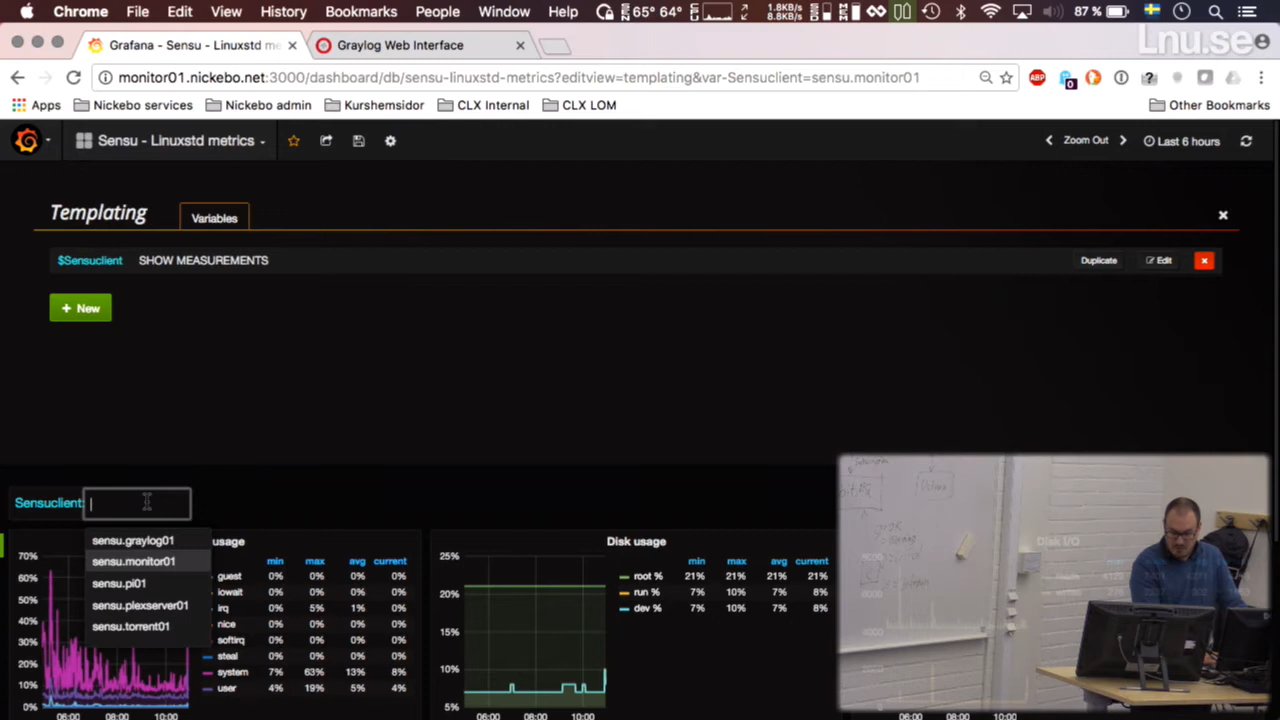 Chrome File Edit View History Bookmarks People Window Help 65° 64° 1.8KB/s 8.8KB/s 87 %
Lnu.se
Grafana - Sensu - Linuxstd me
Graylog Web Interface
monitor01.nickebo.net:3000/dashboard/db/sensu-linuxstd-metrics?editview=templating&var-Sensuclient=sensu.monitor01
ABP 0
Apps Nickebo services Nickebo admin Kurshemsidor CLX Internal CLX LOM Other Bookmarks
Sensu - Linuxstd metrics Zoom Out Last 6 hours
Templating Variables
$Sensuclient SHOW MEASUREMENTS Duplicate Edit
+ New
Sensuclient:
sensu.graylog01
sensu.monitor01
sensu.pi01
sensu.plexserver01
sensu.torrent01
usage
min max avg current
guest 0% 0% 0% 0%
iowait 0% 0% 0% 0%
irq 0% 5% 1% 0%
nice 0% 0% 0% 0%
softirq 0% 0% 0% 0%
steal 0% 0% 0% 0%
system 7% 63% 13% 8%
user 4% 19% 5% 4%
70%
60%
50%
40%
30%
20%
10%
0%
06:00 08:00 10:00
Disk usage
min max avg current
root % 21% 21% 21% 21%
run % 7% 10% 7% 8%
dev % 7% 10% 7% 8%
25%
20%
15%
10%
5%
06:00 08:00 10:00
Disk I/O
06:00 08:00 10:00